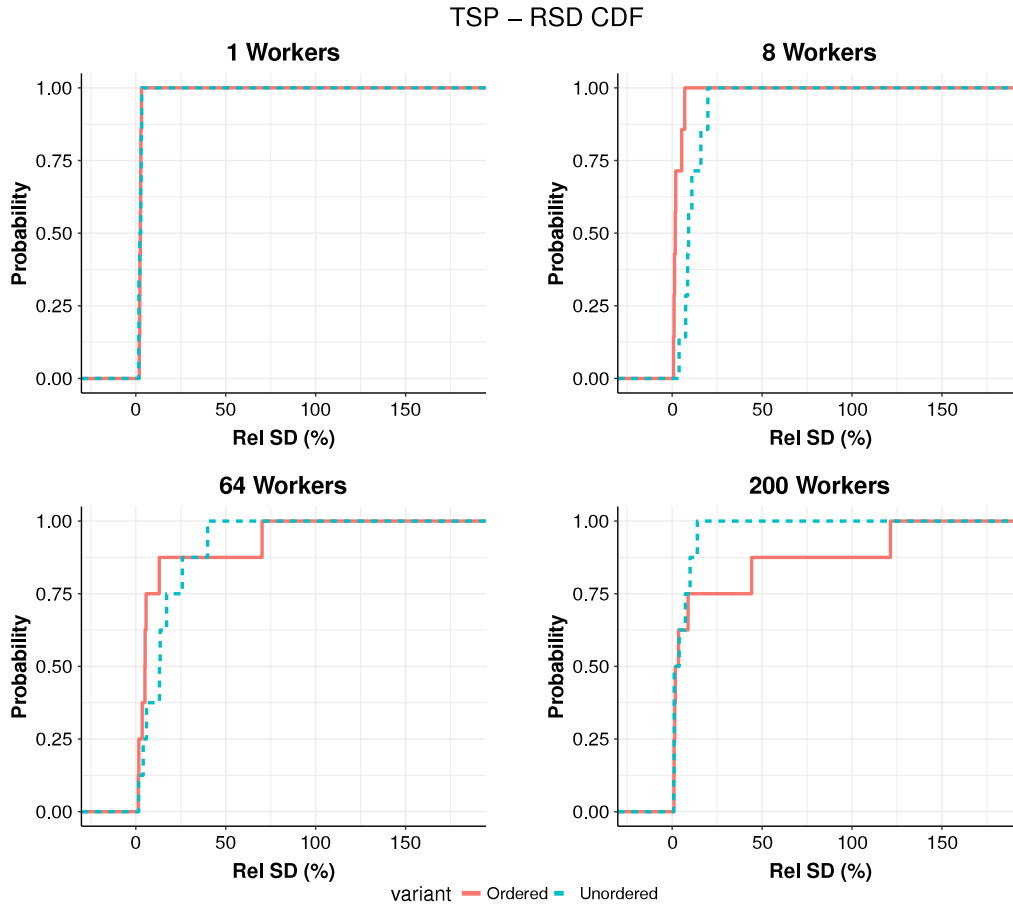 TSP – RSD CDF
1 Workers
1.00
0.75
0.50
0.25
0.00
Probability
0 50 100 150
Rel SD (%)
8 Workers
1.00
0.75
0.50
0.25
0.00
Probability
0 50 100 150
Rel SD (%)
64 Workers
1.00
0.75
0.50
0.25
0.00
Probability
0 50 100 150
Rel SD (%)
200 Workers
1.00
0.75
0.50
0.25
0.00
Probability
0 50 100 150
Rel SD (%)
variant Ordered Unordered